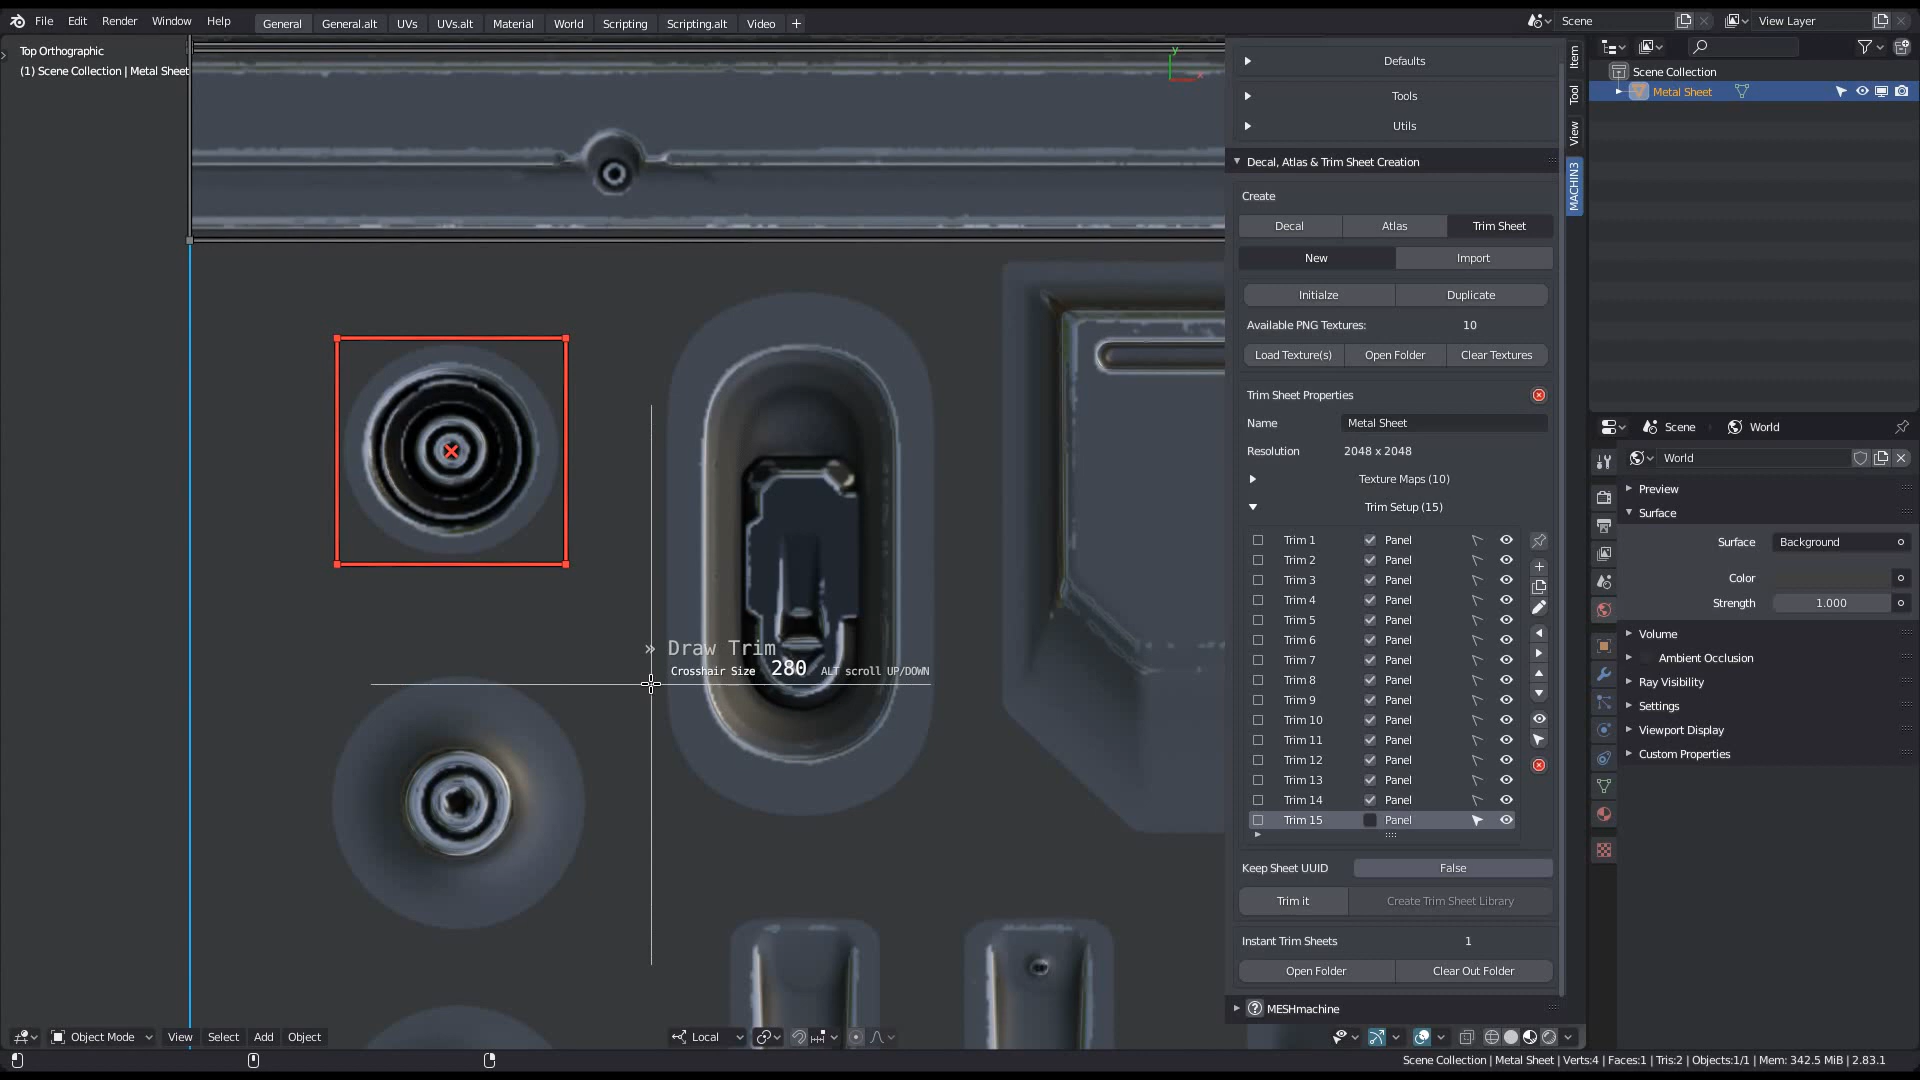 File Edit Render Window Help
General General.alt UVs UVs.alt Material World Scripting Scripting.alt Video +
Scene
View Layer
Top Orthographic
(1) Scene Collection | Metal Sheet
y
x
» Draw Trim
Crosshair Size 280 ALT scroll UP/DOWN
Defaults
Tools
Utils
Decal, Atlas & Trim Sheet Creation
Create
Decal Atlas Trim Sheet
New Import
Initialze Duplicate
Available PNG Textures: 10
Load Texture(s) Open Folder Clear Textures
Trim Sheet Properties
Name Metal Sheet
Resolution 2048 x 2048
Texture Maps (10)
Trim Setup (15)
Trim 1 Panel
Trim 2 Panel
Trim 3 Panel
Trim 4 Panel
Trim 5 Panel
Trim 6 Panel
Trim 7 Panel
Trim 8 Panel
Trim 9 Panel
Trim 10 Panel
Trim 11 Panel
Trim 12 Panel
Trim 13 Panel
Trim 14 Panel
Trim 15 Panel
Keep Sheet UUID False
Trim it Create Trim Sheet Library
Instant Trim Sheets 1
Open Folder Clear Out Folder
MESHmachine
Item
Tool
View
MACHIN3
Scene Collection
Metal Sheet
Scene World
World
Preview
Surface
Surface Background
Color
Strength 1.000
Volume
Ambient Occlusion
Ray Visibility
Settings
Viewport Display
Custom Properties
Object Mode View Select Add Object
Local
Scene Collection | Metal Sheet | Verts:4 | Faces:1 | Tris:2 | Objects:1/1 | Mem: 342.5 MiB | 2.83.1